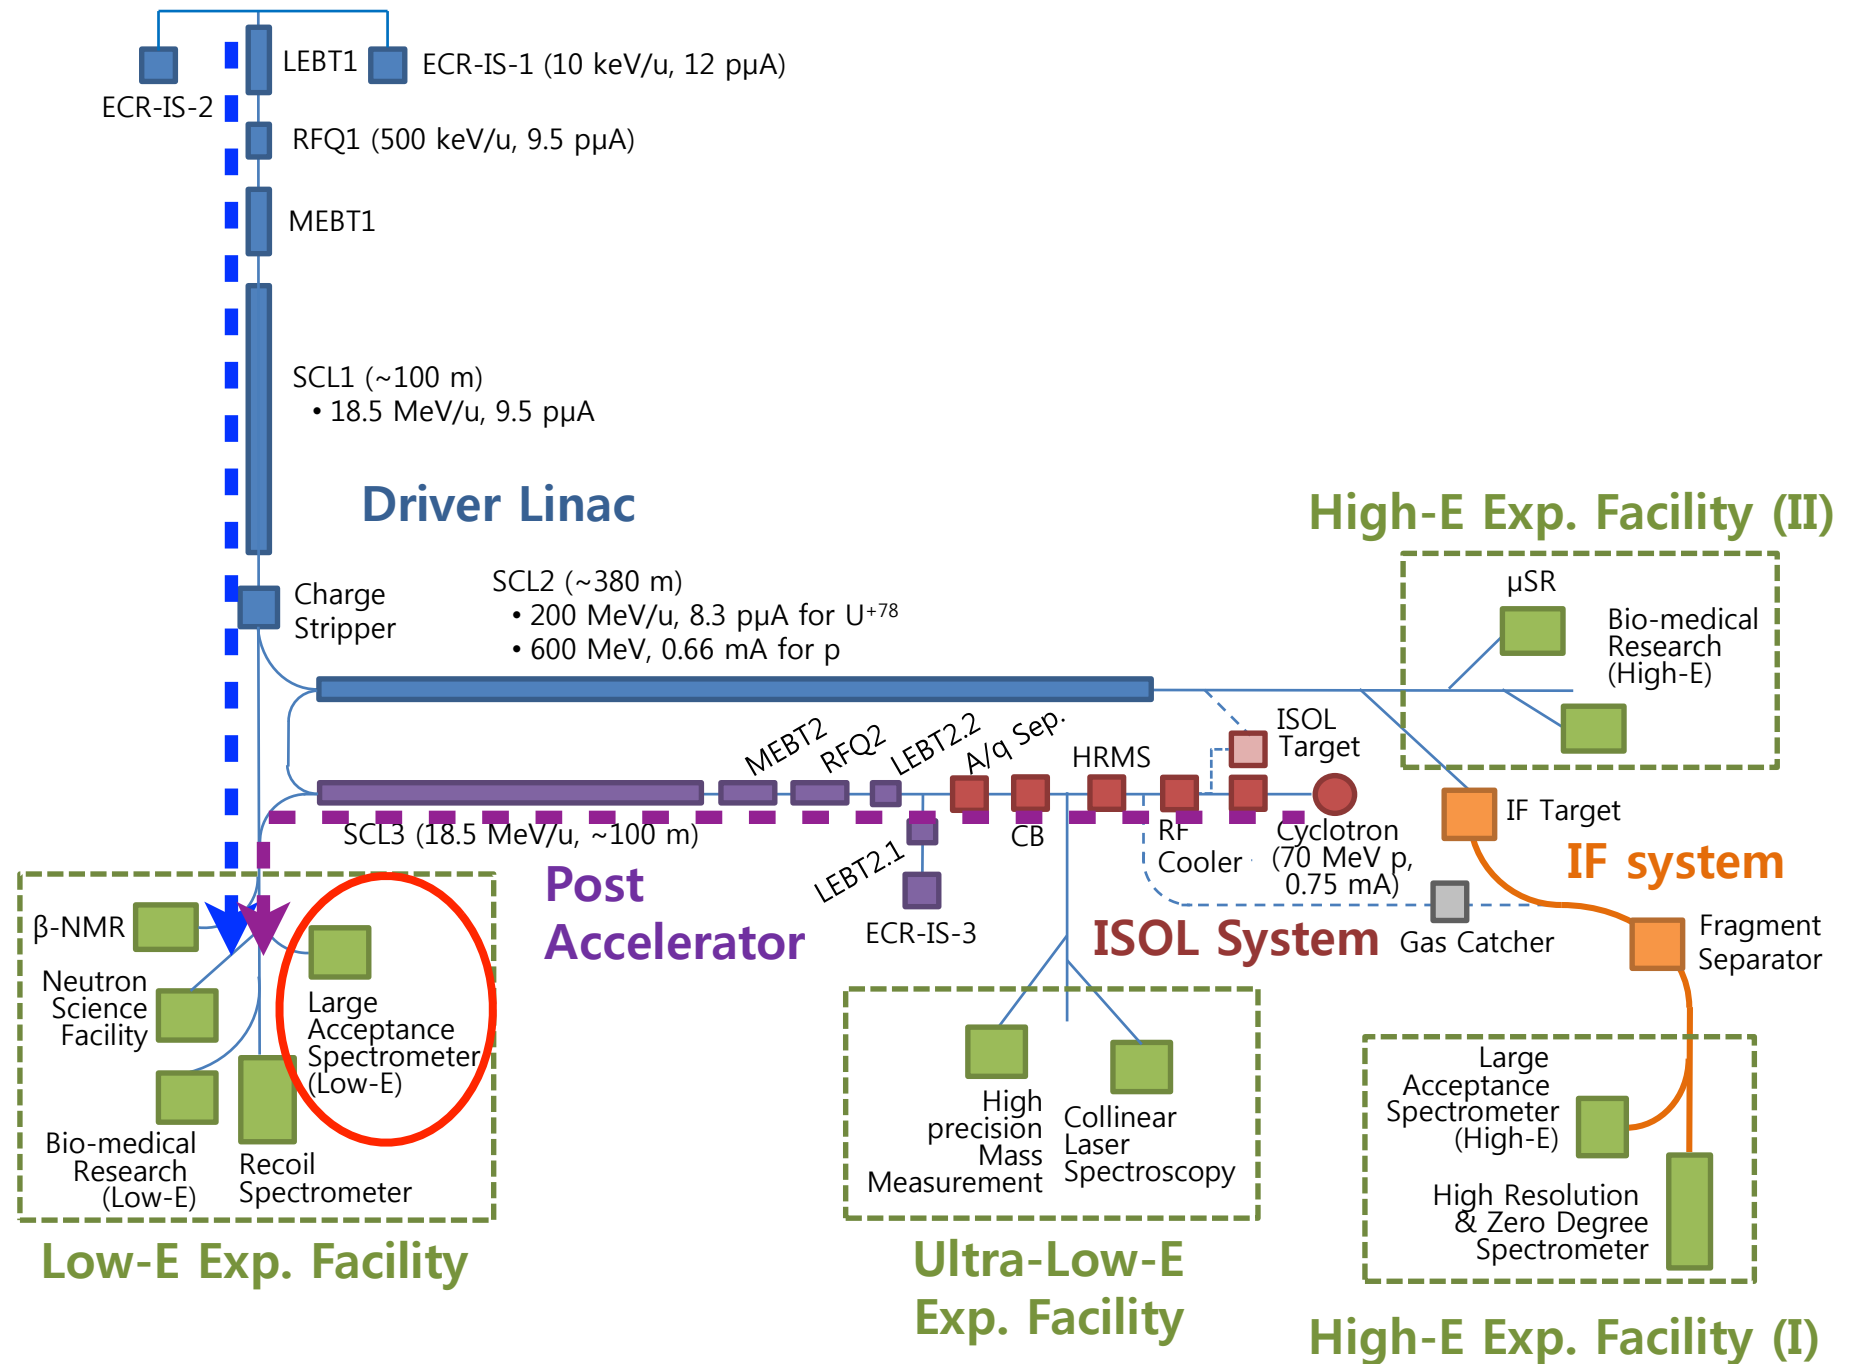 LEBT1
ECR-IS-1 (10 keV/u, 12 pμA)
ECR-IS-2
RFQ1 (500 keV/u, 9.5 pμA)
MEBT1
SCL1 (~100 m)
• 18.5 MeV/u, 9.5 pμA
Driver Linac
Charge
Stripper
SCL2 (~380 m)
• 200 MeV/u, 8.3 pμA for U+78
• 600 MeV, 0.66 mA for p
High-E Exp. Facility (II)
μSR
Bio-medical
Research
(High-E)
MEBT2
RFQ2
LEBT2.2
A/q Sep.
HRMS
ISOL
Target
SCL3 (18.5 MeV/u, ~100 m)
LEBT2.1
ECR-IS-3
CB
RF
Cooler
Cyclotron
(70 MeV p,
0.75 mA)
IF Target
IF system
Post
Accelerator
ISOL System
Gas Catcher
Fragment
Separator
β-NMR
Neutron
Science
Facility
Large
Acceptance
Spectrometer
(Low-E)
Bio-medical
Research
(Low-E)
Recoil
Spectrometer
Low-E Exp. Facility
High
precision
Mass
Measurement
Collinear
Laser
Spectroscopy
Ultra-Low-E
Exp. Facility
Large
Acceptance
Spectrometer
(High-E)
High Resolution
& Zero Degree
Spectrometer
High-E Exp. Facility (I)